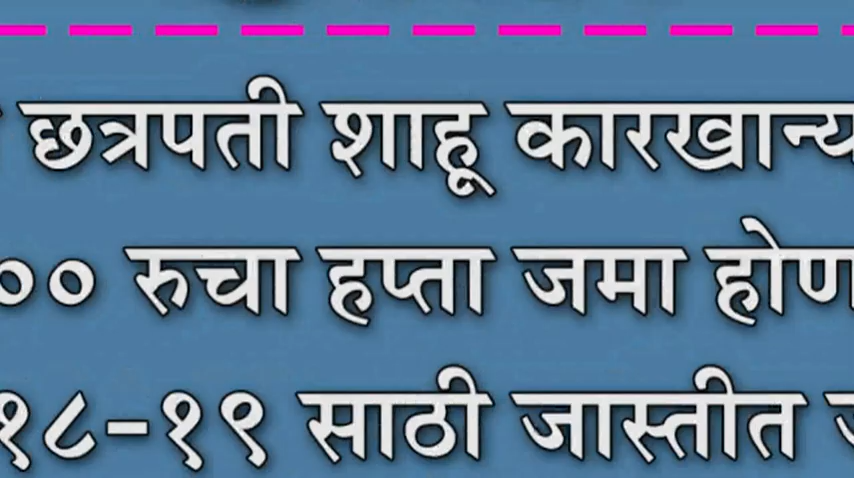 छत्रपती शाहू कारखान्य
०० रुचा हप्ता जमा होण
१८-१९ साठी जास्तीत